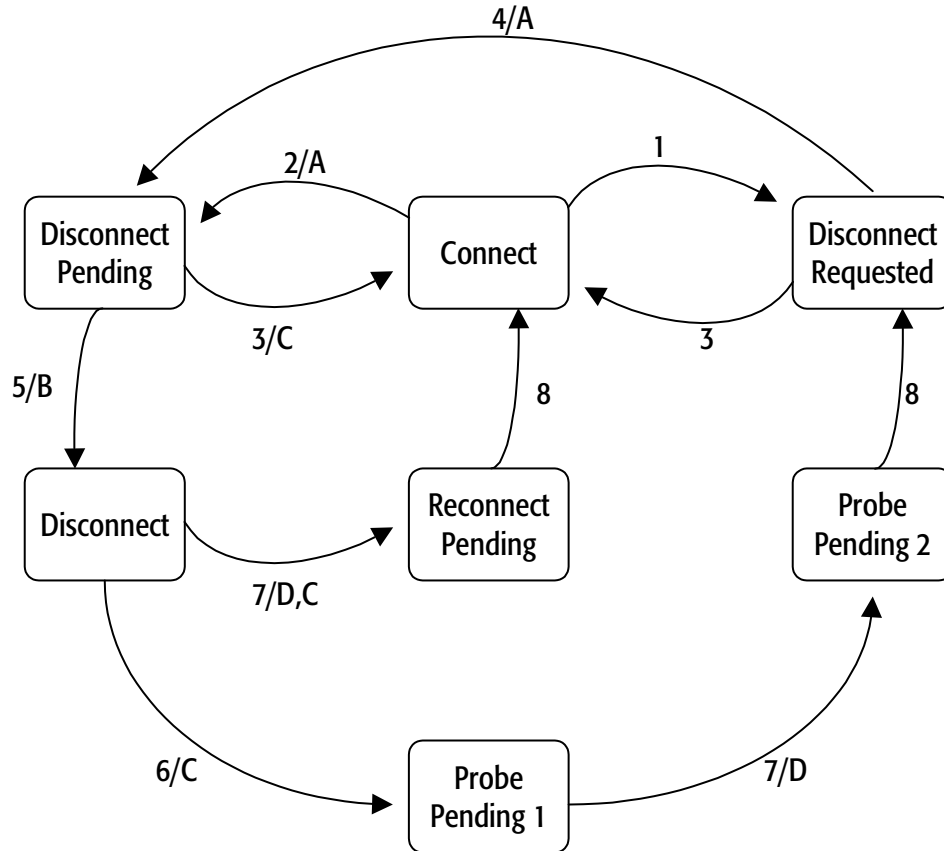 4/A
2/A
1
Disconnect
Pending
Connect
Disconnect
Requested
3/C
3
5/B
8
8
Disconnect
Reconnect
Pending
Probe
Pending 2
7/D,C
6/C
Probe
Pending 1
7/D